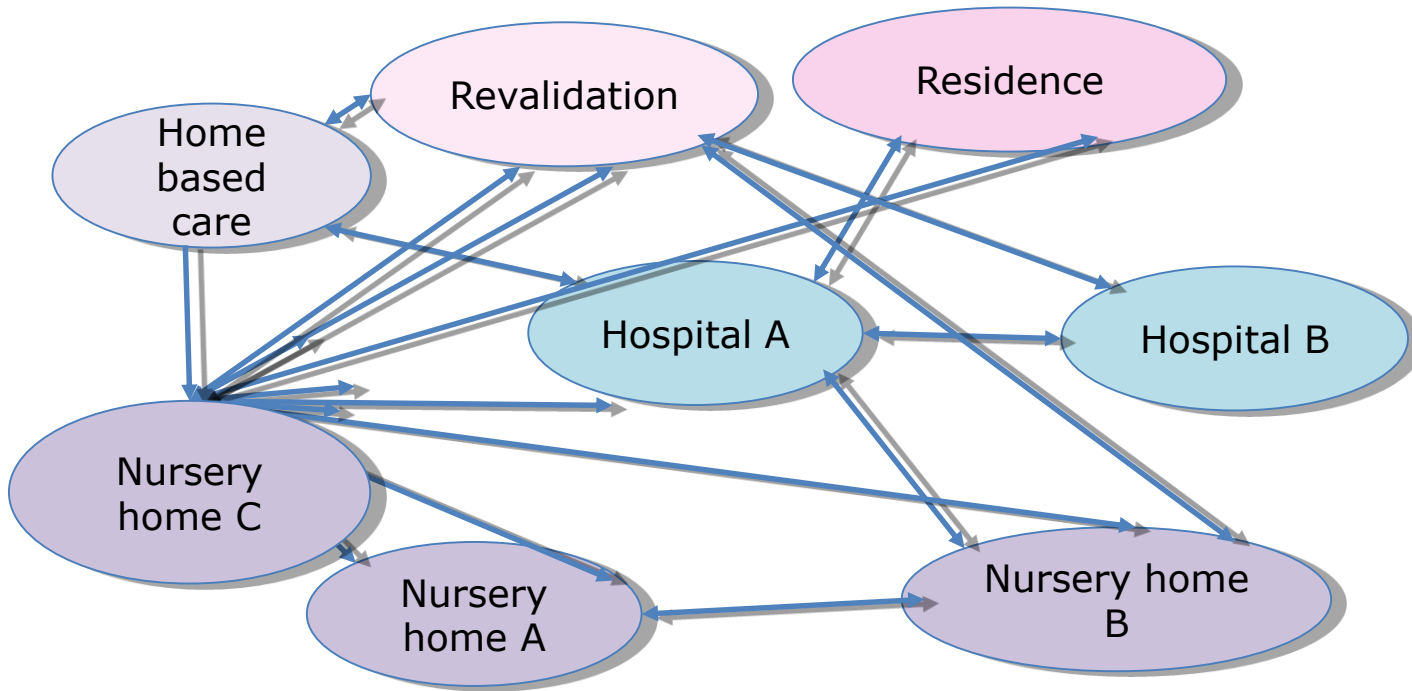 Revalidation
Residence
Home
based
care
Hospital A
Hospital B
Nursery
home C
Nursery
home A
Nursery home
B